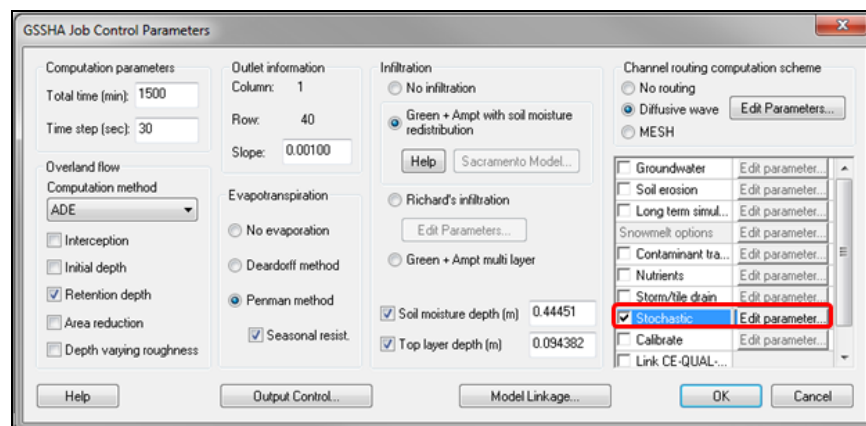 GSSHA Job Control Parameters
Computation parameters
Total time (min): 1500
Time step (sec): 30
Overland flow
Computation method
ADE
Interception
Initial depth
Retention depth
Area reduction
Depth varying roughness
Outlet information
Column: 1
Row: 40
Slope: 0.00100
Evapotranspiration
No evaporation
Deardorff method
Penman method
Seasonal resist.
Infiltration
No infiltration
Green + Ampt with soil moisture
redistribution
Help Sacramento Model...
Richard's infiltration
Edit Parameters...
Green + Ampt multi layer
Soil moisture depth (m) 0.44451
Top layer depth (m) 0.094382
Channel routing computation scheme
No routing
Diffusive wave Edit Parameters...
MESH
Groundwater Edit parameter...
Soil erosion Edit parameter...
Long term simul... Edit parameter...
Snowmelt options Edit parameter...
Contaminant tra... Edit parameter...
Nutrients Edit parameter...
Storm/tile drain Edit parameter...
Stochastic Edit parameter...
Calibrate Edit parameter...
Link CE-QUAL-...
Help Output Control... Model Linkage... OK Cancel